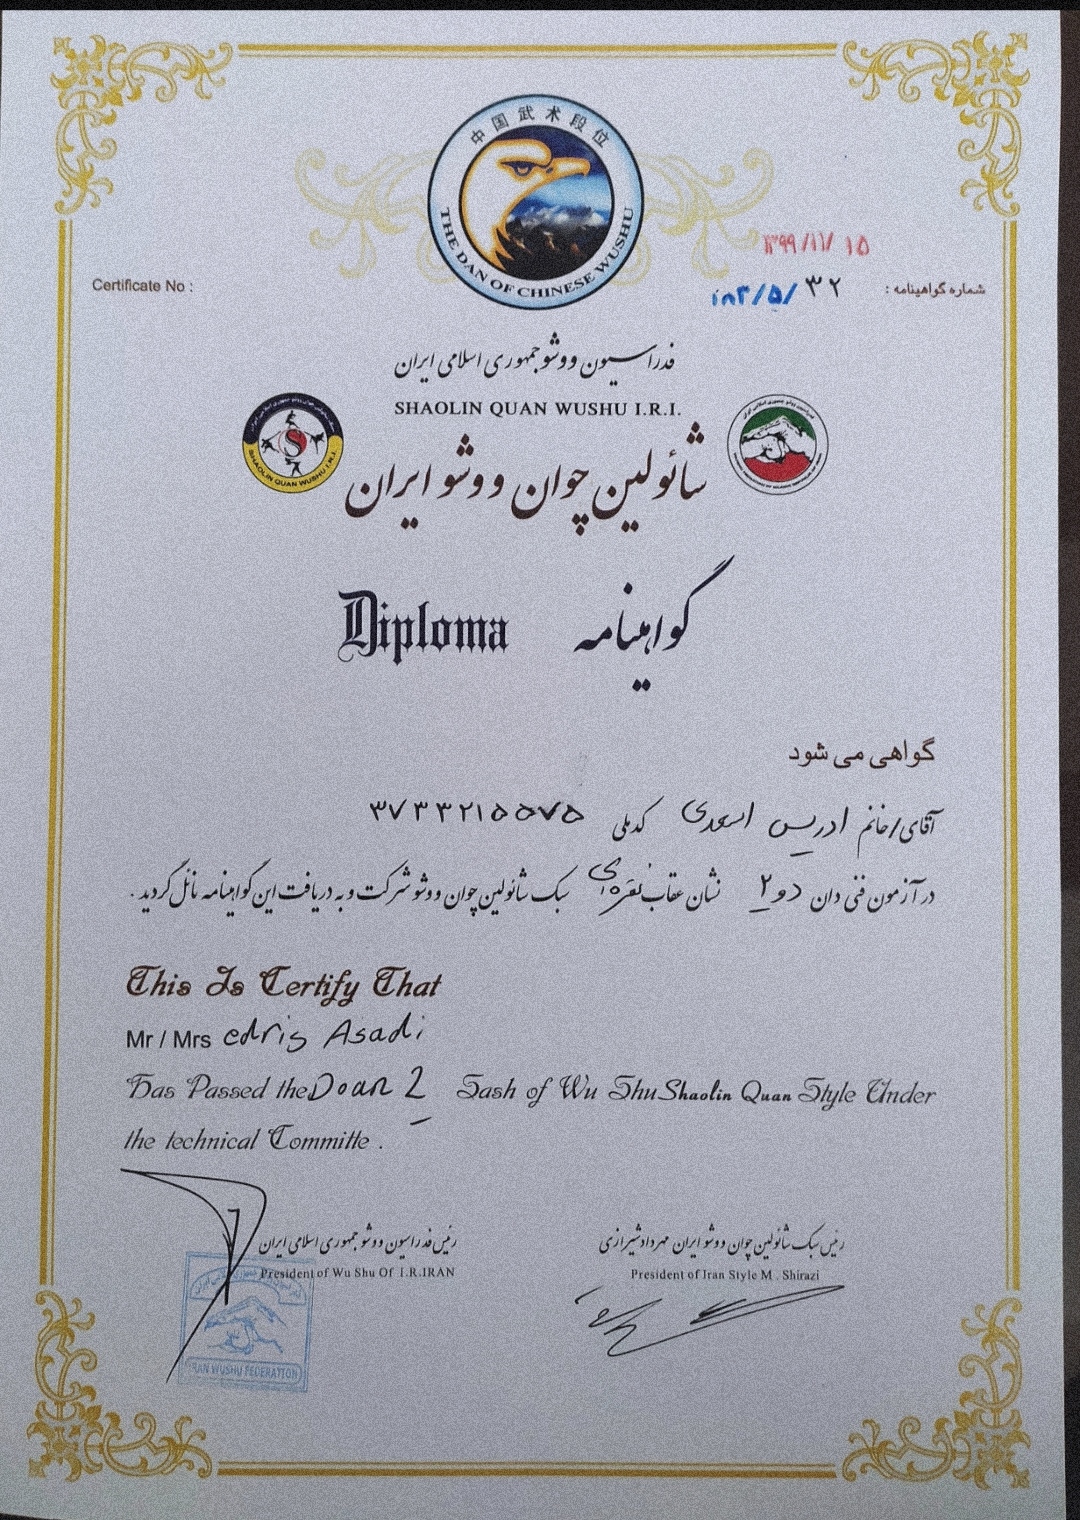 中国武术段位
THE DAN OF CHINESE WUSHU
۱۳۹۹/۱۱/۱۵
Certificate No :
شماره گواهینامه : ۱۸۳/۵/۳۲
فدراسیون ووشو جمهوری اسلامی ایران
SHAOLIN QUAN WUSHU I.R.I.
SHAOLIN QUAN WUSHU I.R.I.
شائولین چوان ووشو ایران
Diploma گواهینامه
گواهی می شود
آقای/خانم ادریس اسعدی کدملی ۳۷۳۳۲۱۵۵۷۵
در آزمون فنی دان دو ۲ نشان عقاب نقره‌ای سبک شائولین چوان ووشو شرکت و به دریافت این گواهینامه نائل گردید .
This Is Certify That
Mr / Mrs edris Asadi
Has Passed the Doan 2 Sash of Wu Shu Shaolin Quan Style Under
the technical Committe .
رئیس سبک شائولین چوان ووشو ایران مهرداد شیرازی
President of Iran Style M . Shirazi
رئیس فدراسیون ووشو جمهوری اسلامی ایران
President of Wu Shu Of I.R.IRAN
IRAN WUSHU FEDERATION